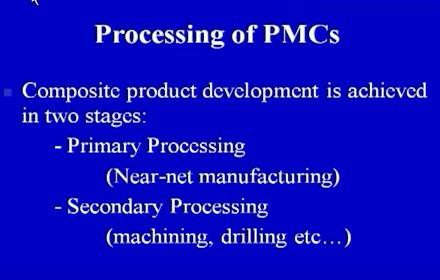 Processing of PMCs
Composite product development is achieved
in two stages:
- Primary Processing
(Near-net manufacturing)
- Secondary Processing
(machining, drilling etc…)